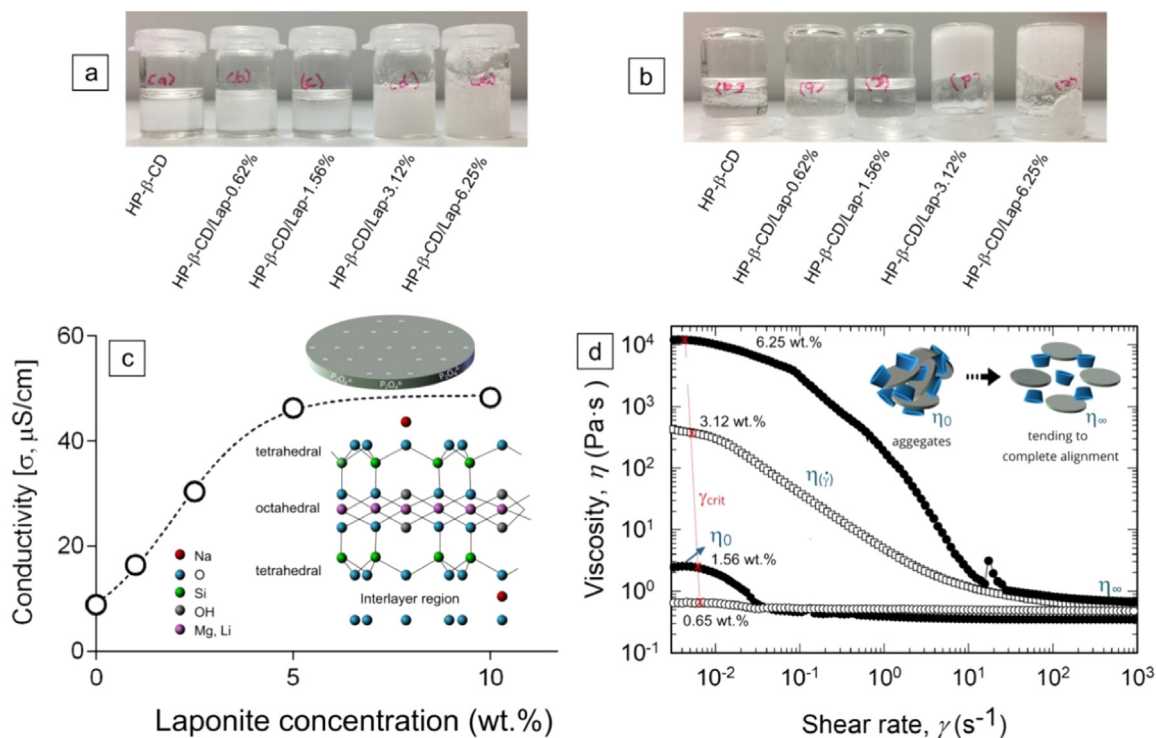 a
(a)
(b)
(c)
(d)
HP-β-CD
HP-β-CD/Lap-0.62%
HP-β-CD/Lap-1.56%
HP-β-CD/Lap-3.12%
HP-β-CD/Lap-6.25%
b
HP-β-CD
HP-β-CD/Lap-0.62%
HP-β-CD/Lap-1.56%
HP-β-CD/Lap-3.12%
HP-β-CD/Lap-6.25%
c
Conductivity [σ, μS/cm]
60
40
20
0
0
5
10
Laponite concentration (wt.%)
tetrahedral
octahedral
tetrahedral
Interlayer region
Na
O
Si
OH
Mg, Li
d
Viscosity, η (Pa·s)
10⁴
10³
10²
10¹
10⁰
10⁻¹
10⁻²
10⁻¹
10⁰
10¹
10²
10³
Shear rate, γ (s⁻¹)
6.25 wt.%
3.12 wt.%
γcrit
η(γ̇)
η₀
1.56 wt.%
0.65 wt.%
η∞
η₀
aggegates
η∞
tending to
complete alignment